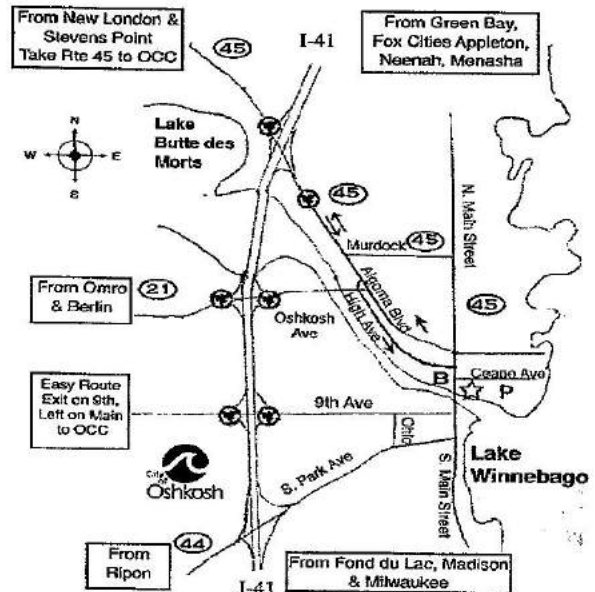 From New London &
Stevens Point
Take Rte 45 to OCC
45
I-41
From Green Bay,
Fox Cities Appleton,
Neenah, Menasha
N
W
E
S
Lake
Butte des
Morts
45
Murdock
45
N. Main Street
From Omro
& Berlin
21
Oshkosh
Ave
Algoma Blvd
High Ave
45
B
Ceape Ave
P
Easy Route
Exit on 9th,
Left on Main
to OCC
9th Ave
Ohio
S. Park Ave
S. Main Street
Lake
Winnebago
City of
Oshkosh
44
From
Ripon
I-41
From Fond du Lac, Madison
& Milwaukee